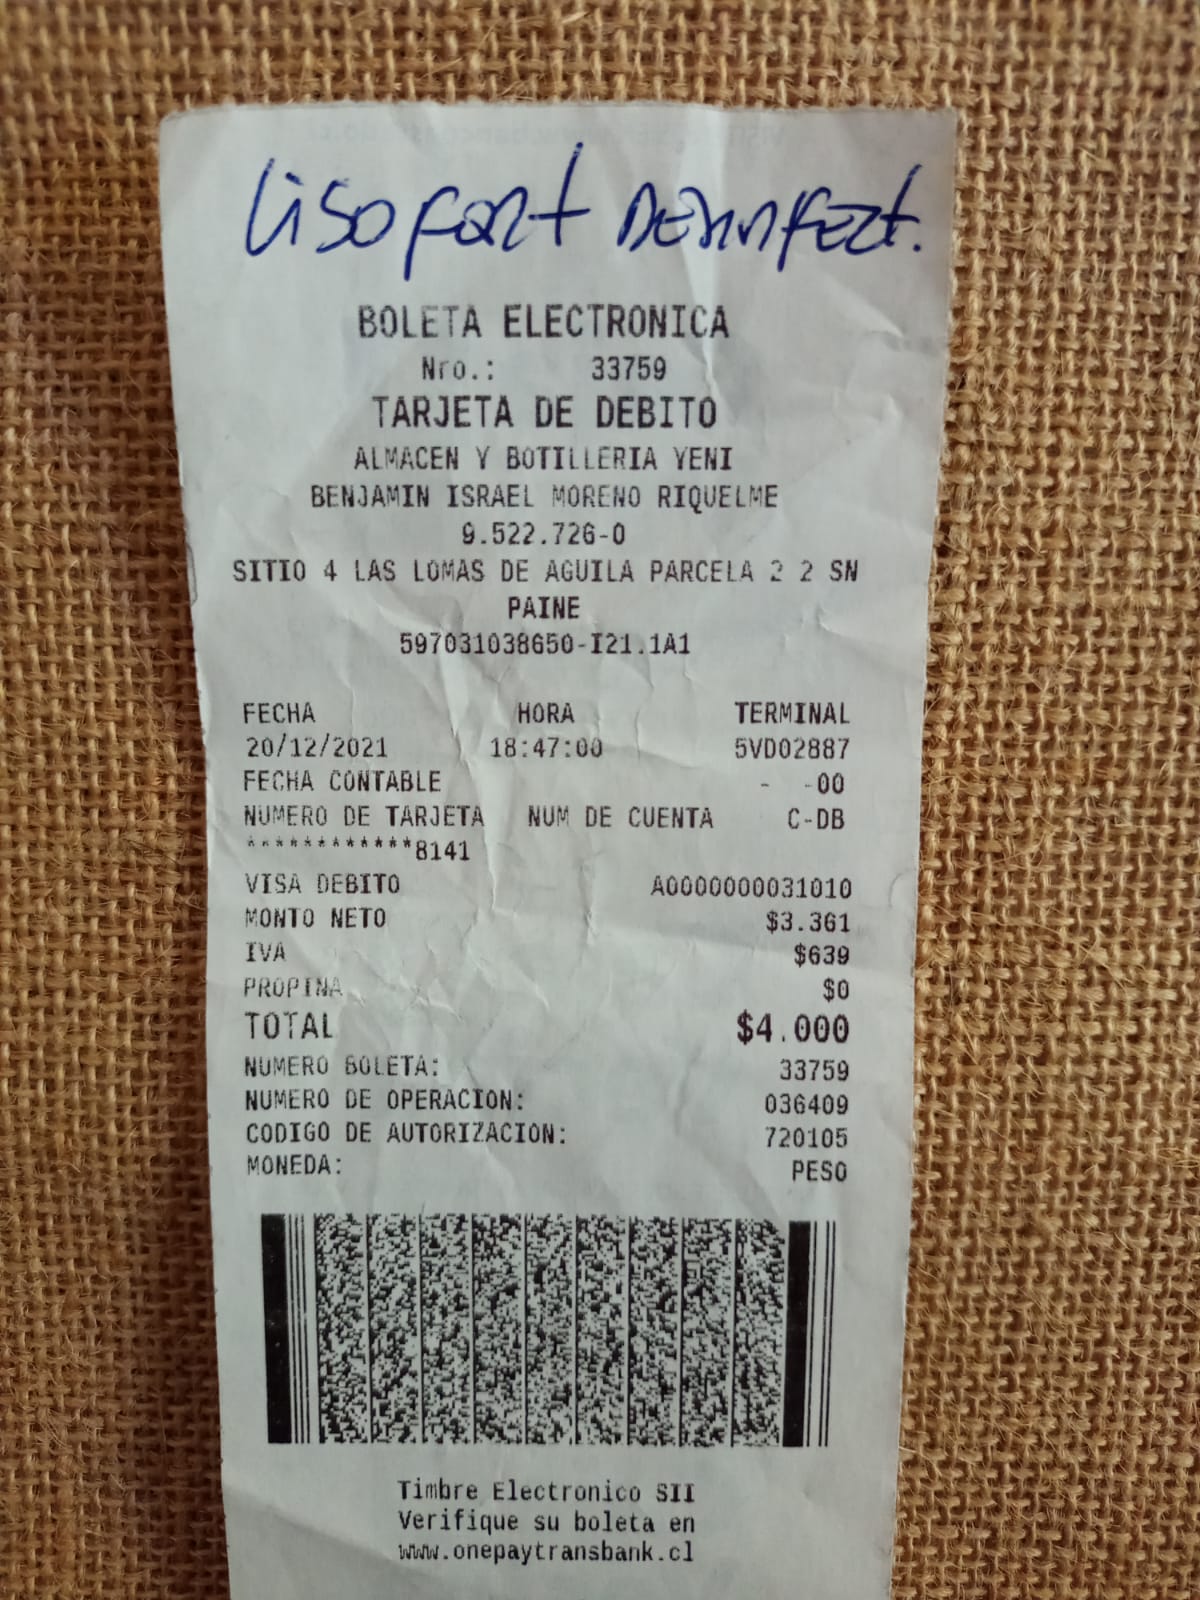 Lisofort Desinfect.
BOLETA ELECTRONICA
Nro.: 33759
TARJETA DE DEBITO
ALMACEN Y BOTILLERIA YENI
BENJAMIN ISRAEL MORENO RIQUELME
9.522.726-0
SITIO 4 LAS LOMAS DE AGUILA PARCELA 2 2 SN
PAINE
597031038650-I21.1A1
FECHA HORA TERMINAL
20/12/2021 18:47:00 5VD02887
FECHA CONTABLE - -00
NUMERO DE TARJETA NUM DE CUENTA C-DB
************8141
VISA DEBITO A0000000031010
MONTO NETO $3.361
IVA $639
PROPINA $0
TOTAL $4.000
NUMERO BOLETA: 33759
NUMERO DE OPERACION: 036409
CODIGO DE AUTORIZACION: 720105
MONEDA: PESO
Timbre Electronico SII
Verifique su boleta en
www.onepaytransbank.cl